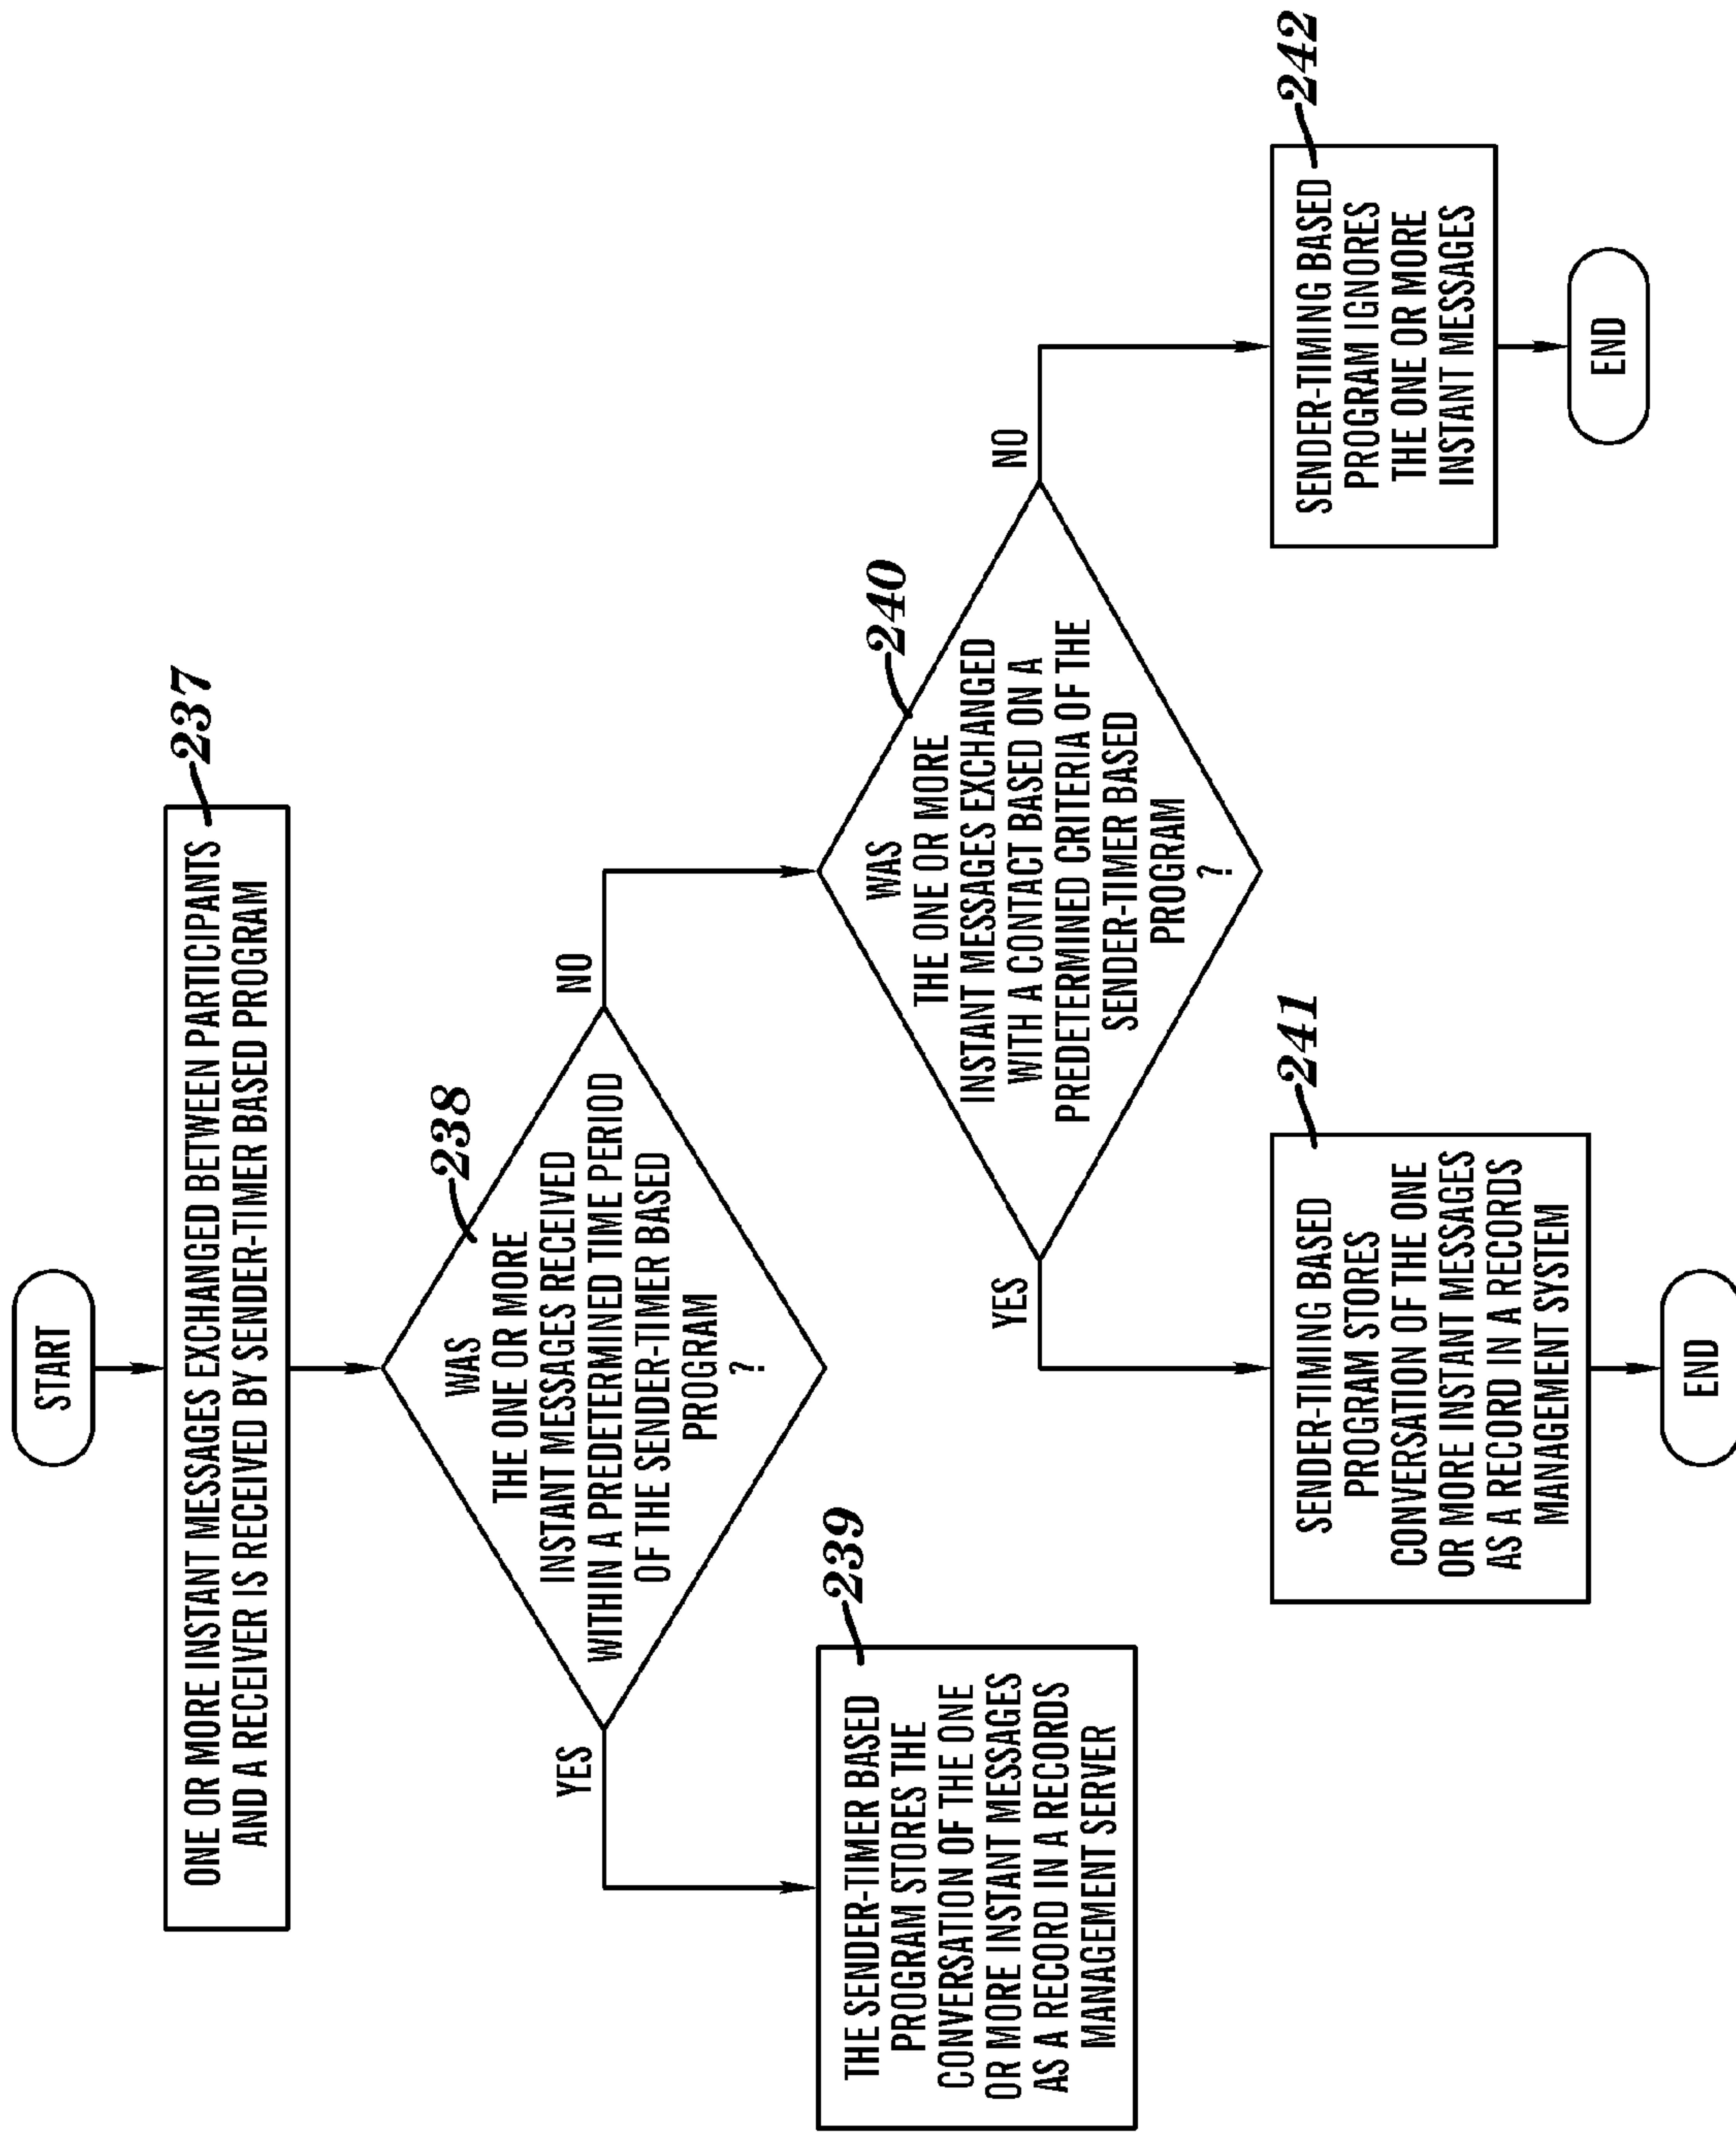 START
ONE OR MORE INSTANT MESSAGES EXCHANGED BETWEEN PARTICIPANTS
AND A RECEIVER IS RECEIVED BY SENDER-TIMER BASED PROGRAM
237
WAS
THE ONE OR MORE
INSTANT MESSAGES RECEIVED
WITHIN A PREDETERMINED TIME PERIOD
OF THE SENDER-TIMER BASED
PROGRAM
?
238
YES
NO
THE SENDER-TIMER BASED
PROGRAM STORES THE
CONVERSATION OF THE ONE
OR MORE INSTANT MESSAGES
AS A RECORD IN A RECORDS
MANAGEMENT SERVER
239
WAS
THE ONE OR MORE
INSTANT MESSAGES EXCHANGED
WITH A CONTACT BASED ON A
PREDETERMINED CRITERIA OF THE
SENDER-TIMER BASED
PROGRAM
?
240
YES
NO
SENDER-TIMING BASED
PROGRAM STORES
CONVERSATION OF THE ONE
OR MORE INSTANT MESSAGES
AS A RECORD IN A RECORDS
MANAGEMENT SYSTEM
241
SENDER-TIMING BASED
PROGRAM IGNORES
THE ONE OR MORE
INSTANT MESSAGES
242
END
END